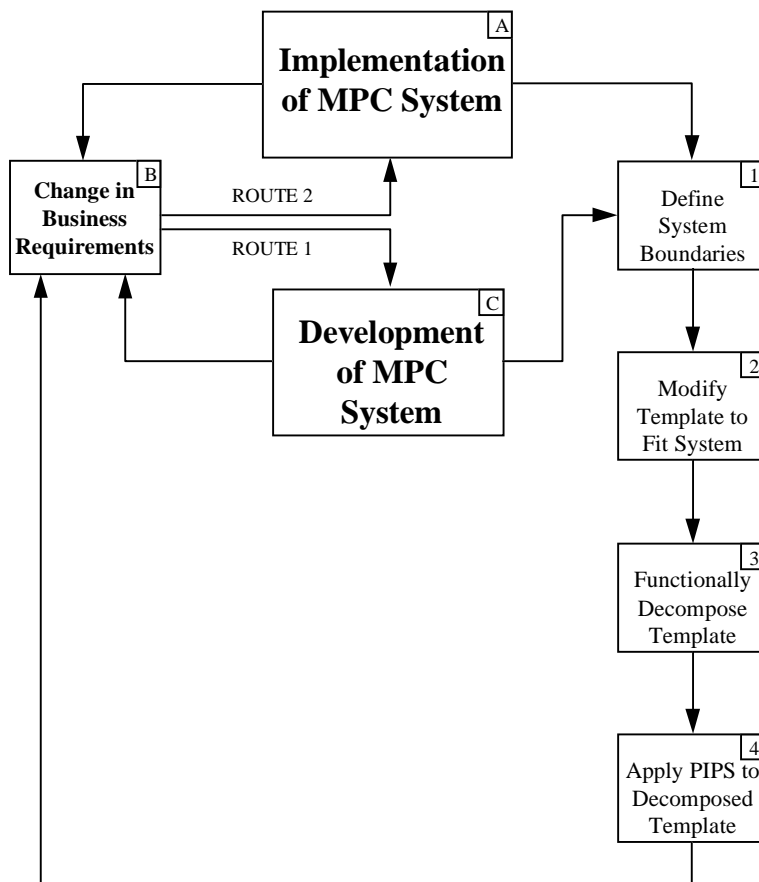 A
Implementation
of MPC System
B
Change in
Business
Requirements
ROUTE 2
ROUTE 1
1
Define
System
Boundaries
C
Development
of MPC
System
2
Modify
Template to
Fit System
3
Functionally
Decompose
Template
4
Apply PIPS to
Decomposed
Template